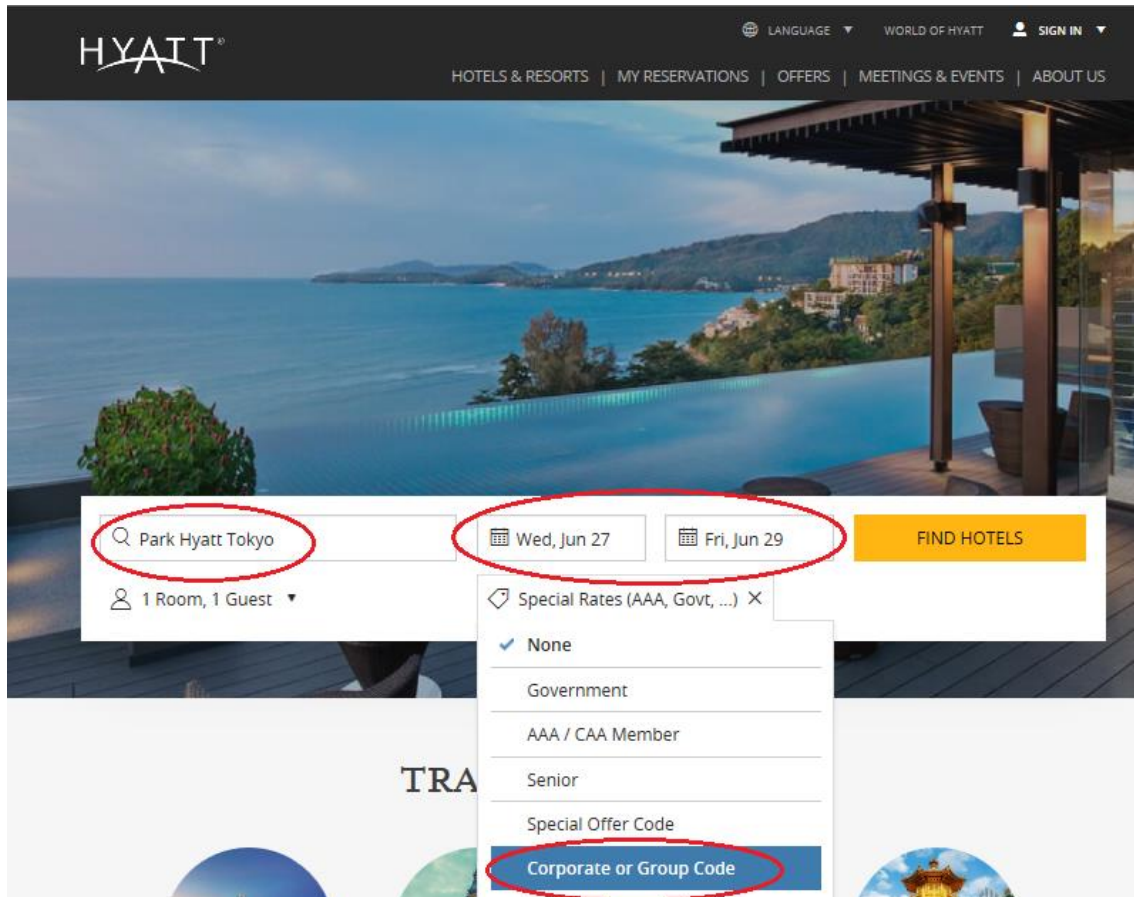 HYATT®
LANGUAGE ▼ WORLD OF HYATT SIGN IN ▼
HOTELS & RESORTS | MY RESERVATIONS | OFFERS | MEETINGS & EVENTS | ABOUT US
Park Hyatt Tokyo Wed, Jun 27 Fri, Jun 29 FIND HOTELS
1 Room, 1 Guest ▼ Special Rates (AAA, Govt, ...) ×
None
Government
AAA / CAA Member
Senior
TRA
Special Offer Code
Corporate or Group Code